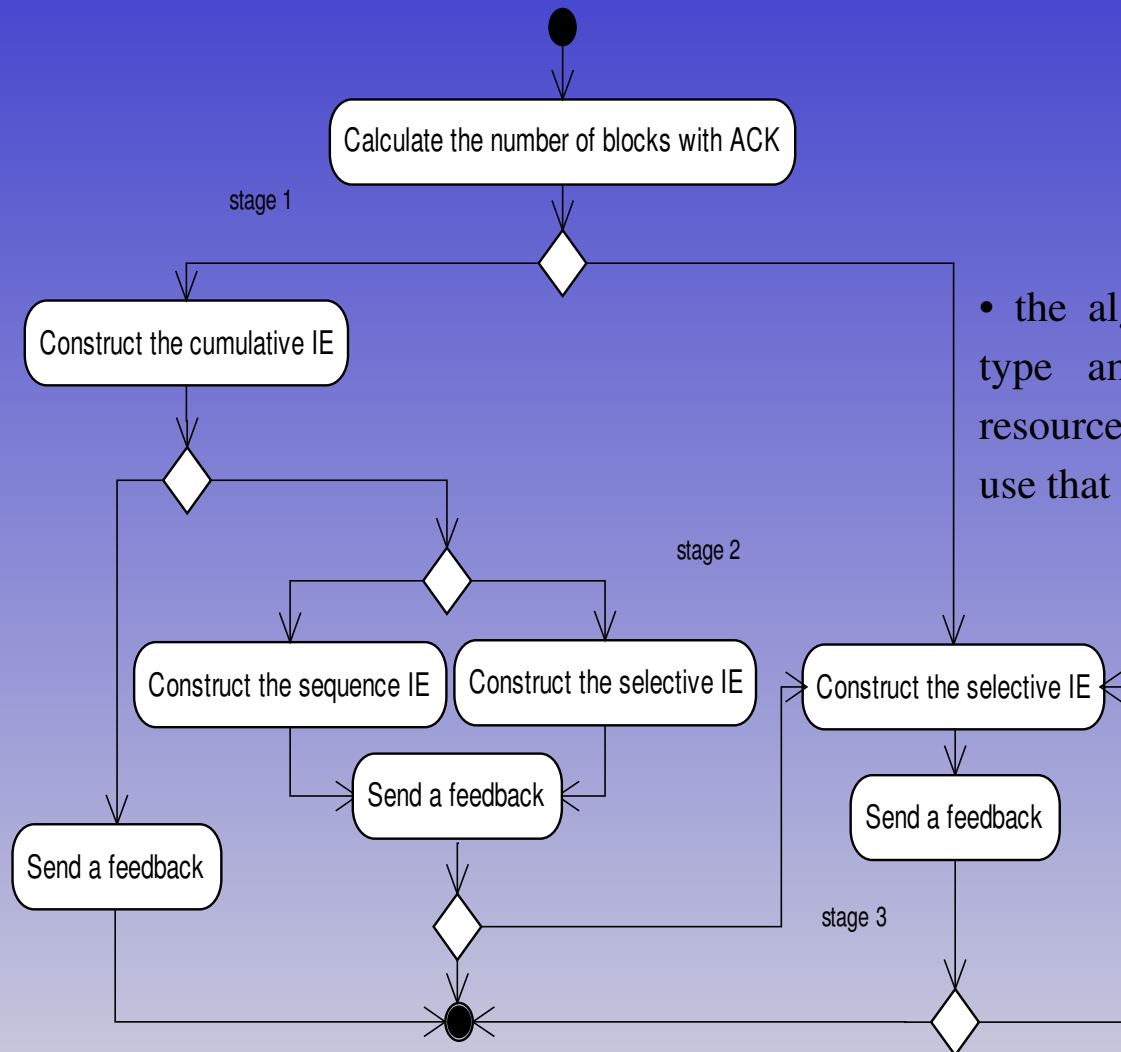 Calculate the number of blocks with ACK
stage 1
Construct the cumulative IE
• the
type
resource
use that
stage 2
Construct the sequence IE
Construct the selective IE
Construct the selective IE
Send a feedback
Send a feedback
Send a feedback
stage 3